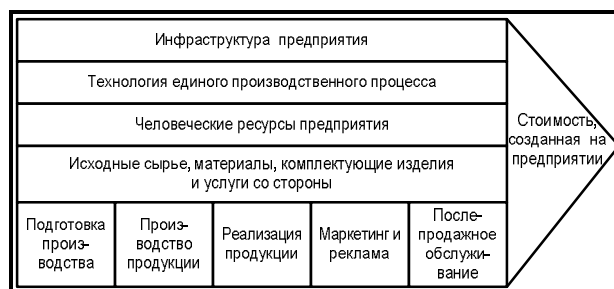 Инфраструктура предприятия
Технология единого производственного процесса
Человеческие ресурсы предприятия
Исходные сырье, материалы, комплектующие изделия
и услуги со стороны
Стоимость,
созданная на
предприятии
Подготовка
произ-
водства
Произ-
водство
продукции
Реализация
продукции
Маркетинг и
реклама
После-
продажное
обслужи-
вание